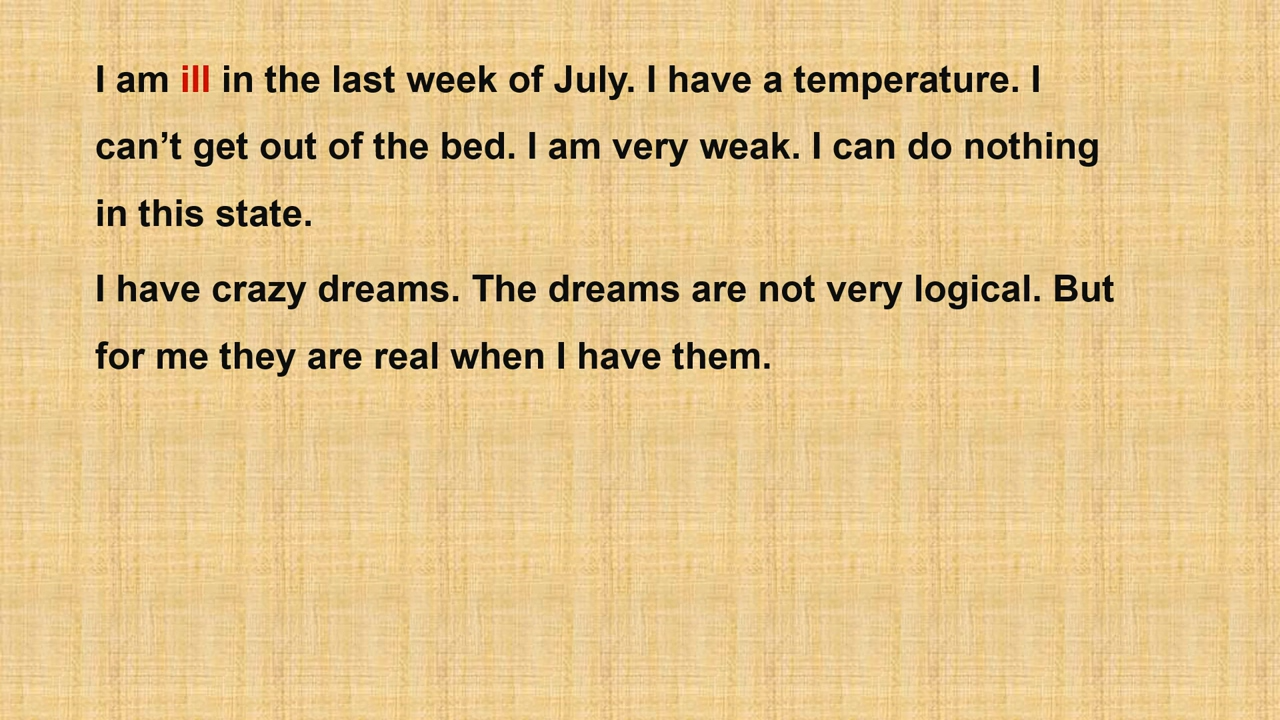 I am ill in the last week of July. I have a temperature. I
can’t get out of the bed. I am very weak. I can do nothing
in this state.
I have crazy dreams. The dreams are not very logical. But
for me they are real when I have them.